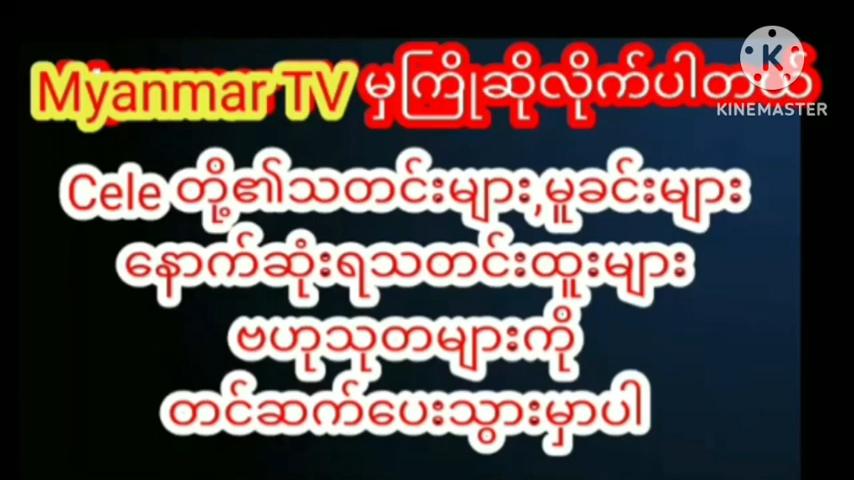 Myanmar TV မှကြိုဆိုလိုက်ပါတယ်
KINEMASTER
Cele တို့၏သတင်းများ,မူခင်းများ
နောက်ဆုံးရသတင်းထူးများ
ဗဟုသုတများကို
တင်ဆက်ပေးသွားမှာပါ